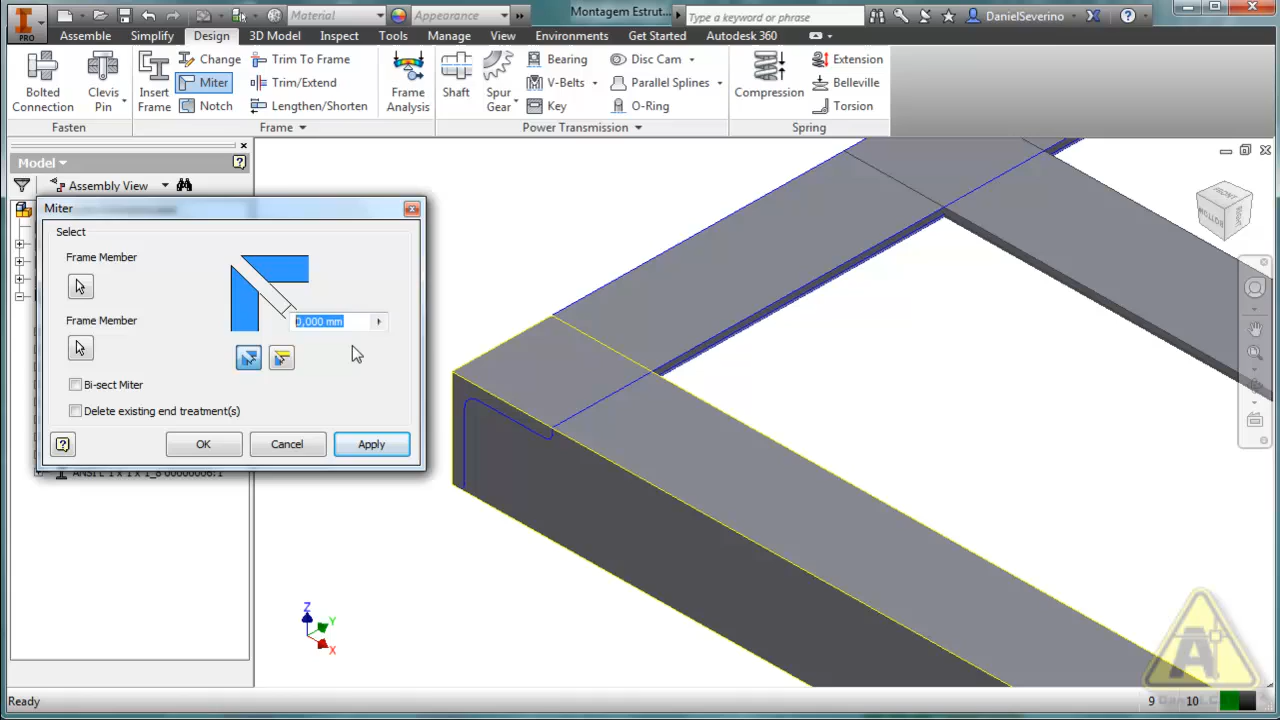 Material
Appearance
Montagem Estrut
Type a keyword or phrase
DanielSeverino
PRO
Assemble Simplify Design 3D Model Inspect Tools Manage View Environments Get Started Autodesk 360
Bolted Connection
Clevis Pin
Insert Frame
Change
Miter
Notch
Trim To Frame
Trim/Extend
Lengthen/Shorten
Frame Analysis
Shaft
Spur Gear
Bearing
V-Belts
Key
Disc Cam
Parallel Splines
O-Ring
Compression
Extension
Belleville
Torsion
Fasten
Frame
Power Transmission
Spring
Model
Assembly View
Miter
Select
Frame Member
Frame Member
0,000 mm
Bi-sect Miter
Delete existing end treatment(s)
OK
Cancel
Apply
FRONT
BOTTOM
Z
Y
X
Ready
9 10